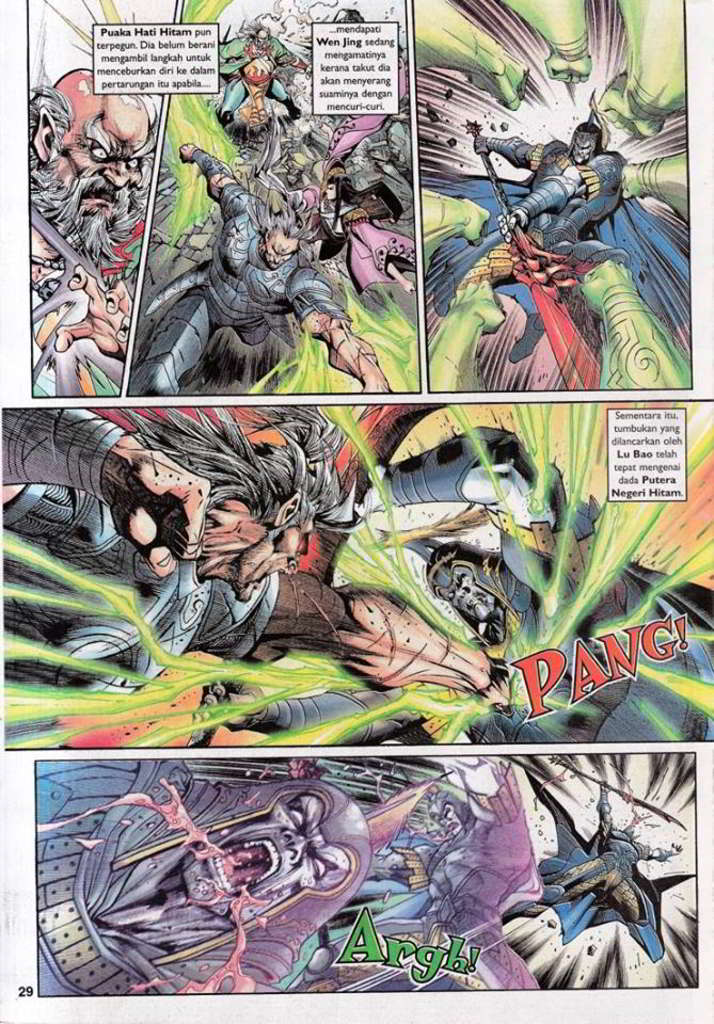 Puaka Hati Hitam pun
terpegun. Dia belum berani
mengambil langkah untuk
menceburkan diri ke dalam
pertarungan itu apabila....
...mendapati
Wen Jing sedang
mengamatinya
kerana takut dia
akan menyerang
suaminya dengan
mencuri-curi.
Sementara itu,
tumbukan yang
dilancarkan oleh
Lu Bao telah
tepat mengenai
dada Putera
Negeri Hitam.
PANG!
Argh!
29